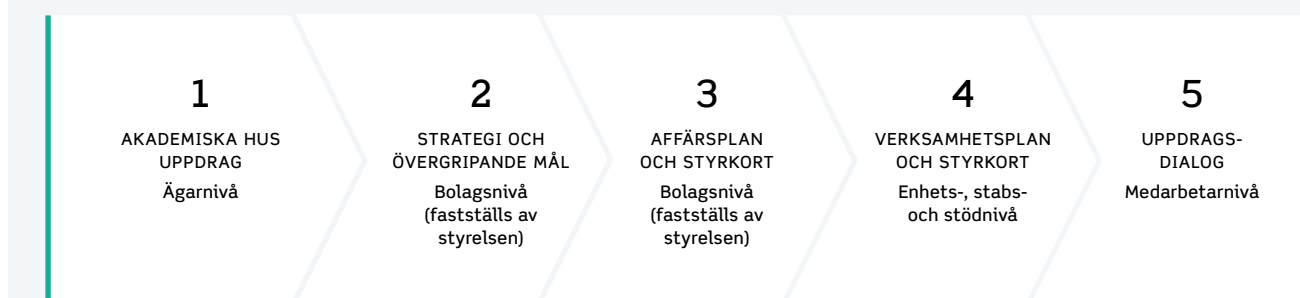 1
AKADEMISKA HUS
UPPDRAG
Ägarnivå
2
STRATEGI OCH
ÖVERGRIPANDE MÅL
Bolagsnivå
(fastställs av
styrelsen)
3
AFFÄRSPLAN
OCH STYRKORT
Bolagsnivå
(fastställs av
styrelsen)
4
VERKSAMHETSPLAN
OCH STYRKORT
Enhets-, stabs-
och stödnivå
5
UPPDRAGS-
DIALOG
Medarbetarnivå